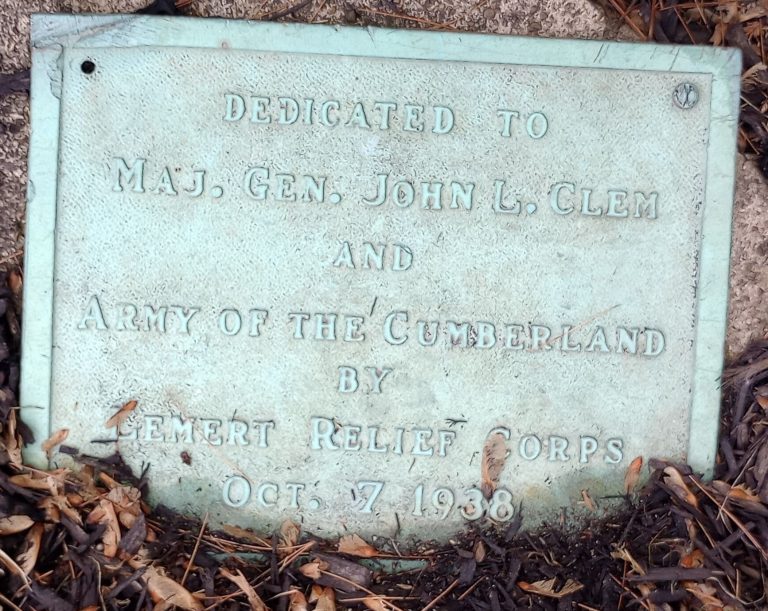 DEDICATED TO
MAJ. GEN. JOHN L. CLEM
AND
ARMY OF THE CUMBERLAND
BY
LEMERT RELIEF CORPS
OCT. 7 1938